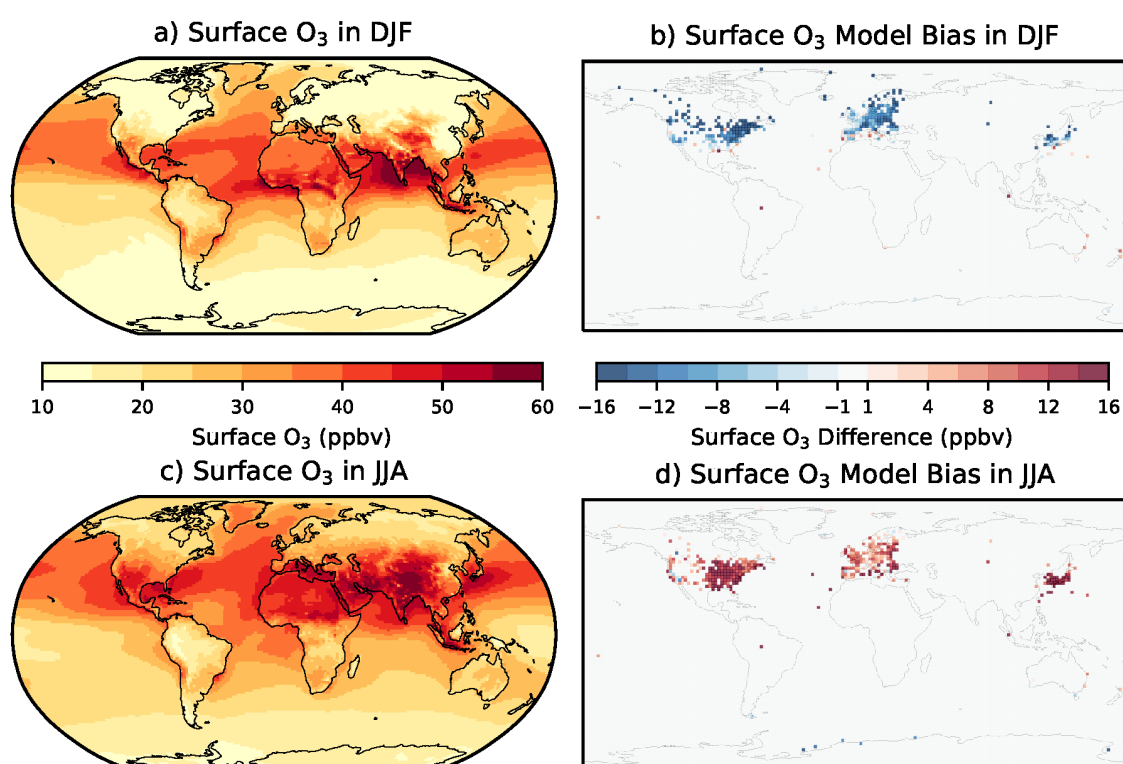 a) Surface O₃ in DJF
b) Surface O₃ Model Bias in DJF
10 20 30 40 50 60
Surface O₃ (ppbv)
−16 −12 −8 −4 −1 1 4 8 12 16
Surface O₃ Difference (ppbv)
c) Surface O₃ in JJA
d) Surface O₃ Model Bias in JJA